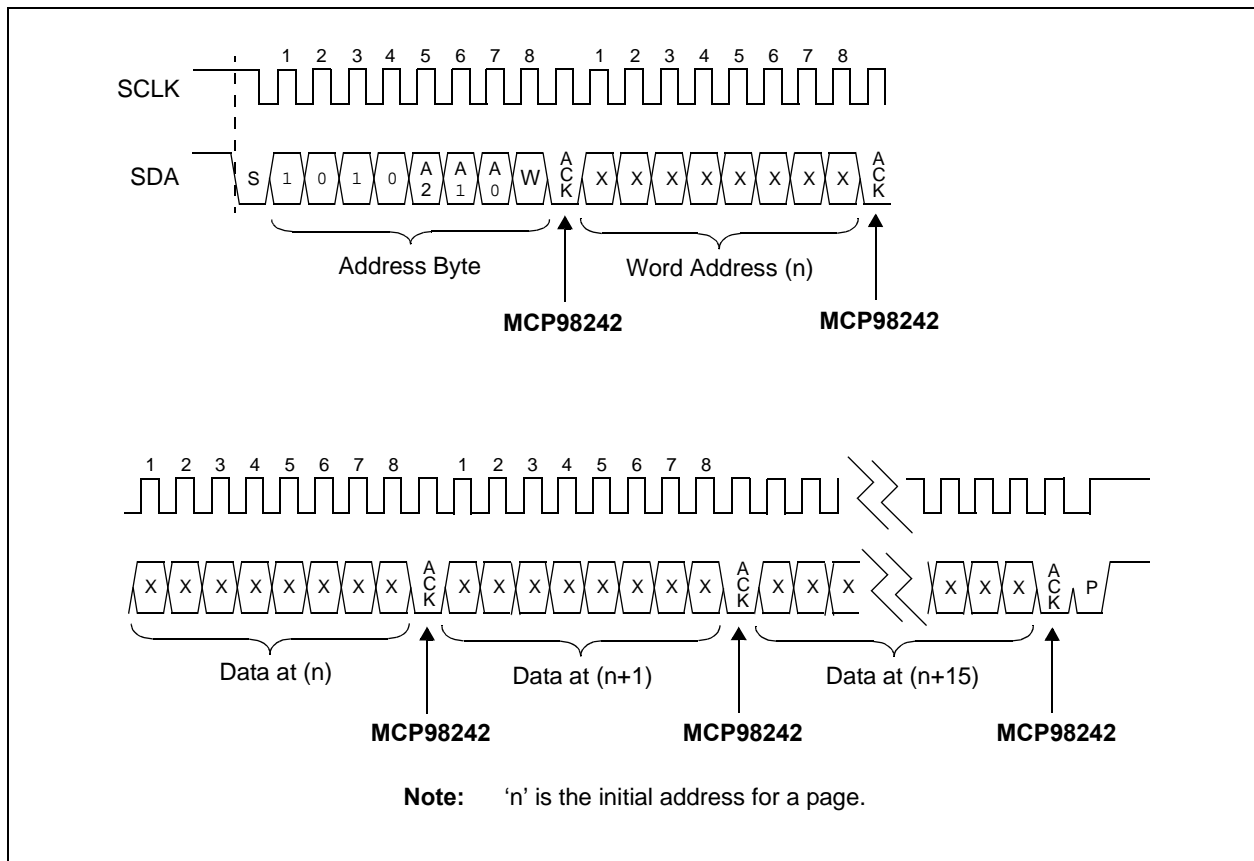 1 2 3 4 5 6 7 8 1 2 3 4 5 6 7 8
SCLK
SDA S 1 0 1 0 A2 A1 A0 W ACK X X X X X X X X ACK
Address Byte Word Address (n)
MCP98242 MCP98242
1 2 3 4 5 6 7 8 1 2 3 4 5 6 7 8
X X X X X X X X ACK X X X X X X X X ACK X X X X X X ACK P
Data at (n) Data at (n+1) Data at (n+15)
MCP98242 MCP98242 MCP98242
Note: ‘n’ is the initial address for a page.